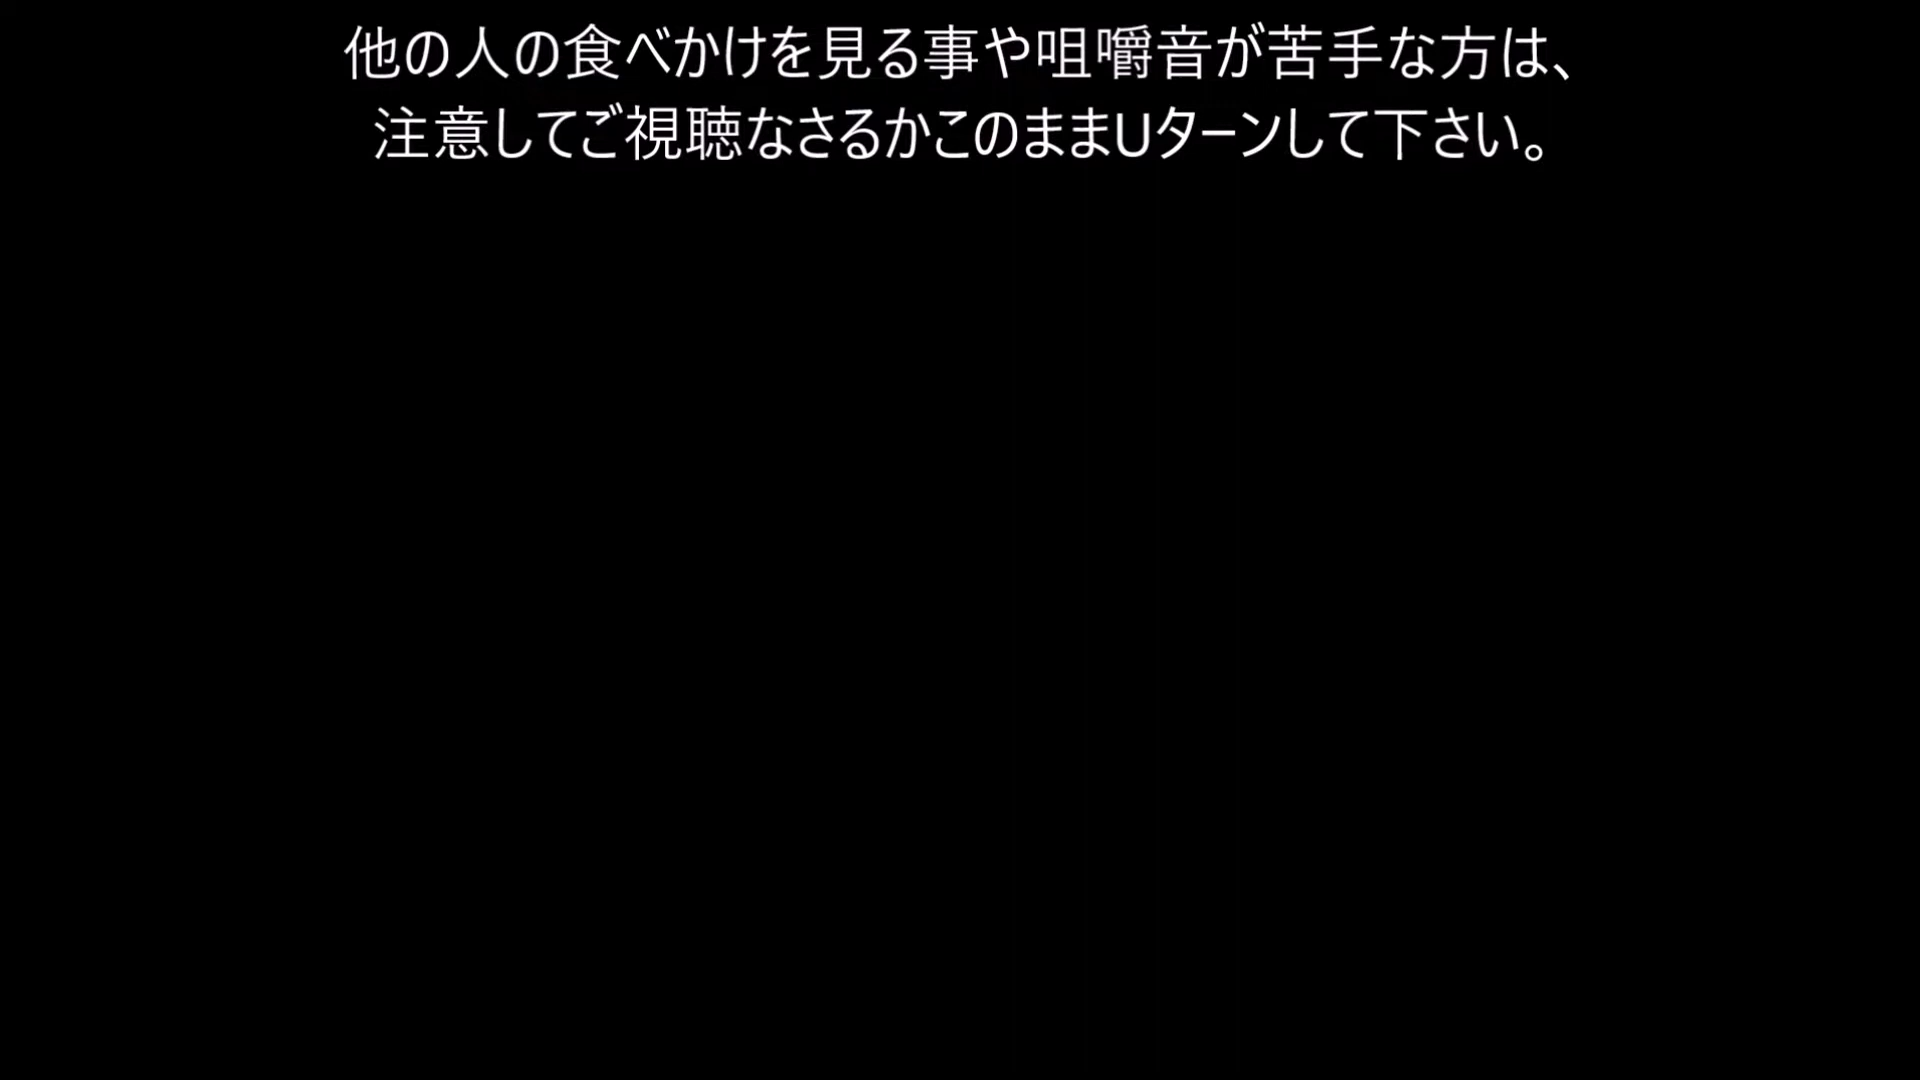 他の人の食べかけを見る事や咀嚼音が苦手な方は、
注意してご視聴なさるかこのままUターンして下さい。